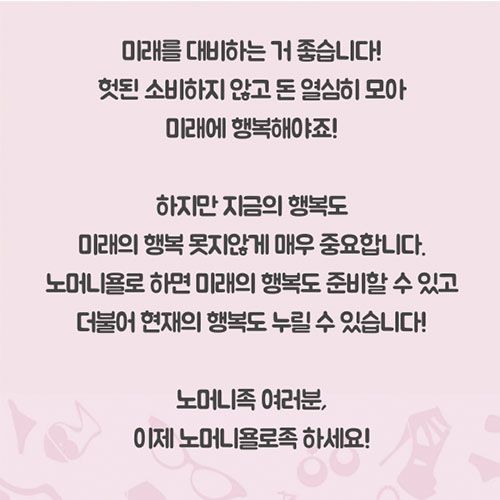 미래를 대비하는 거 좋습니다!
헛된 소비하지 않고 돈 열심히 모아
미래에 행복해야죠!
하지만 지금의 행복도
미래의 행복 못지않게 매우 중요합니다.
노머니욜로 하면 미래의 행복도 준비할 수 있고
더불어 현재의 행복도 누릴 수 있습니다!
노머니족 여러분,
이제 노머니욜로족 하세요!